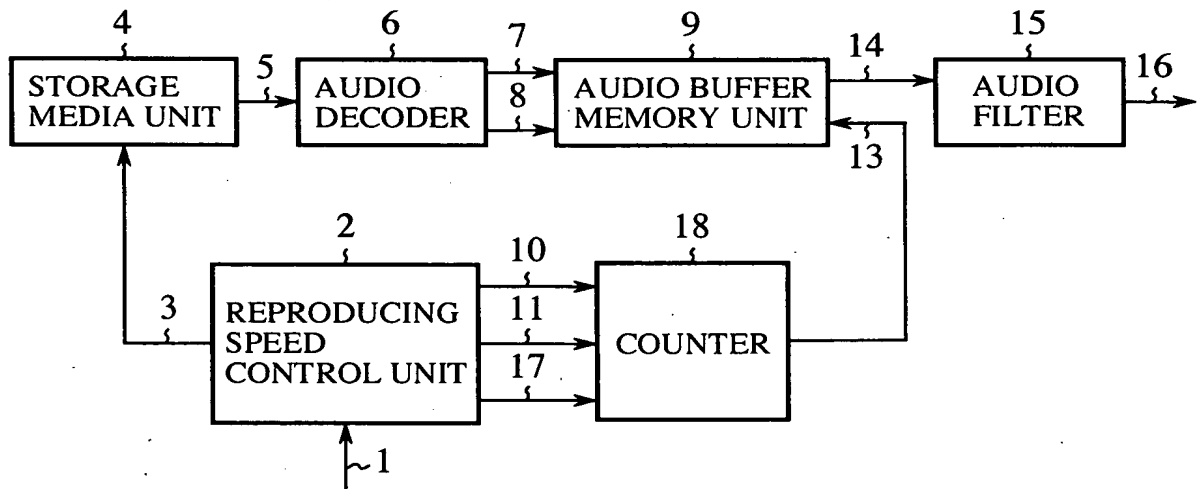 4
6
7
9
14
15
16
STORAGE
MEDIA UNIT
5
AUDIO
DECODER
8
AUDIO BUFFER
MEMORY UNIT
13
AUDIO
FILTER
2
10
18
3
REPRODUCING
SPEED
CONTROL UNIT
11
17
COUNTER
1